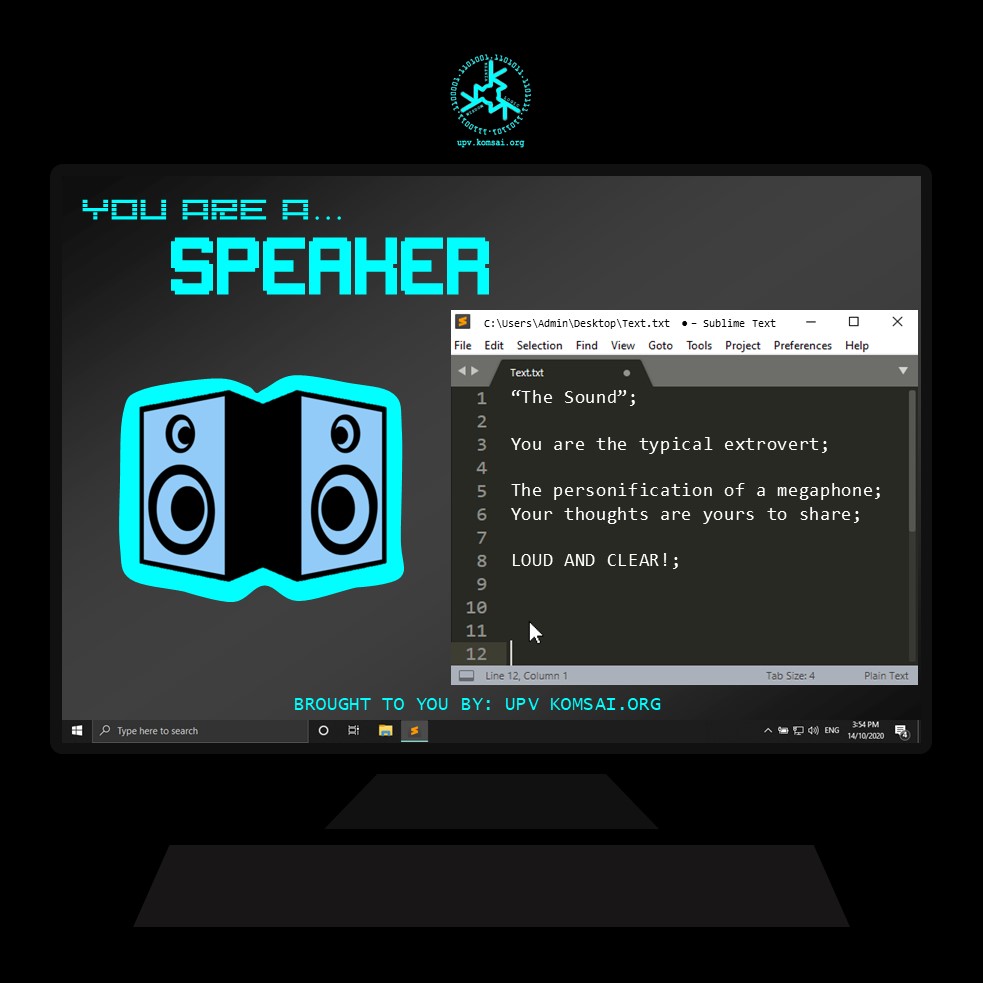 upv.komsai.org
YOU ARE A...
SPEAKER
C:\Users\Admin\Desktop\Text.txt ● - Sublime Text
File Edit Selection Find View Goto Tools Project Preferences Help
Text.txt
1 “The Sound”;
2
3 You are the typical extrovert;
4
5 The personification of a megaphone;
6 Your thoughts are yours to share;
7
8 LOUD AND CLEAR!;
9
10
11
12
Line 12, Column 1 Tab Size: 4 Plain Text
BROUGHT TO YOU BY: UPV KOMSAI.ORG
Type here to search ENG 3:54 PM
14/10/2020 4